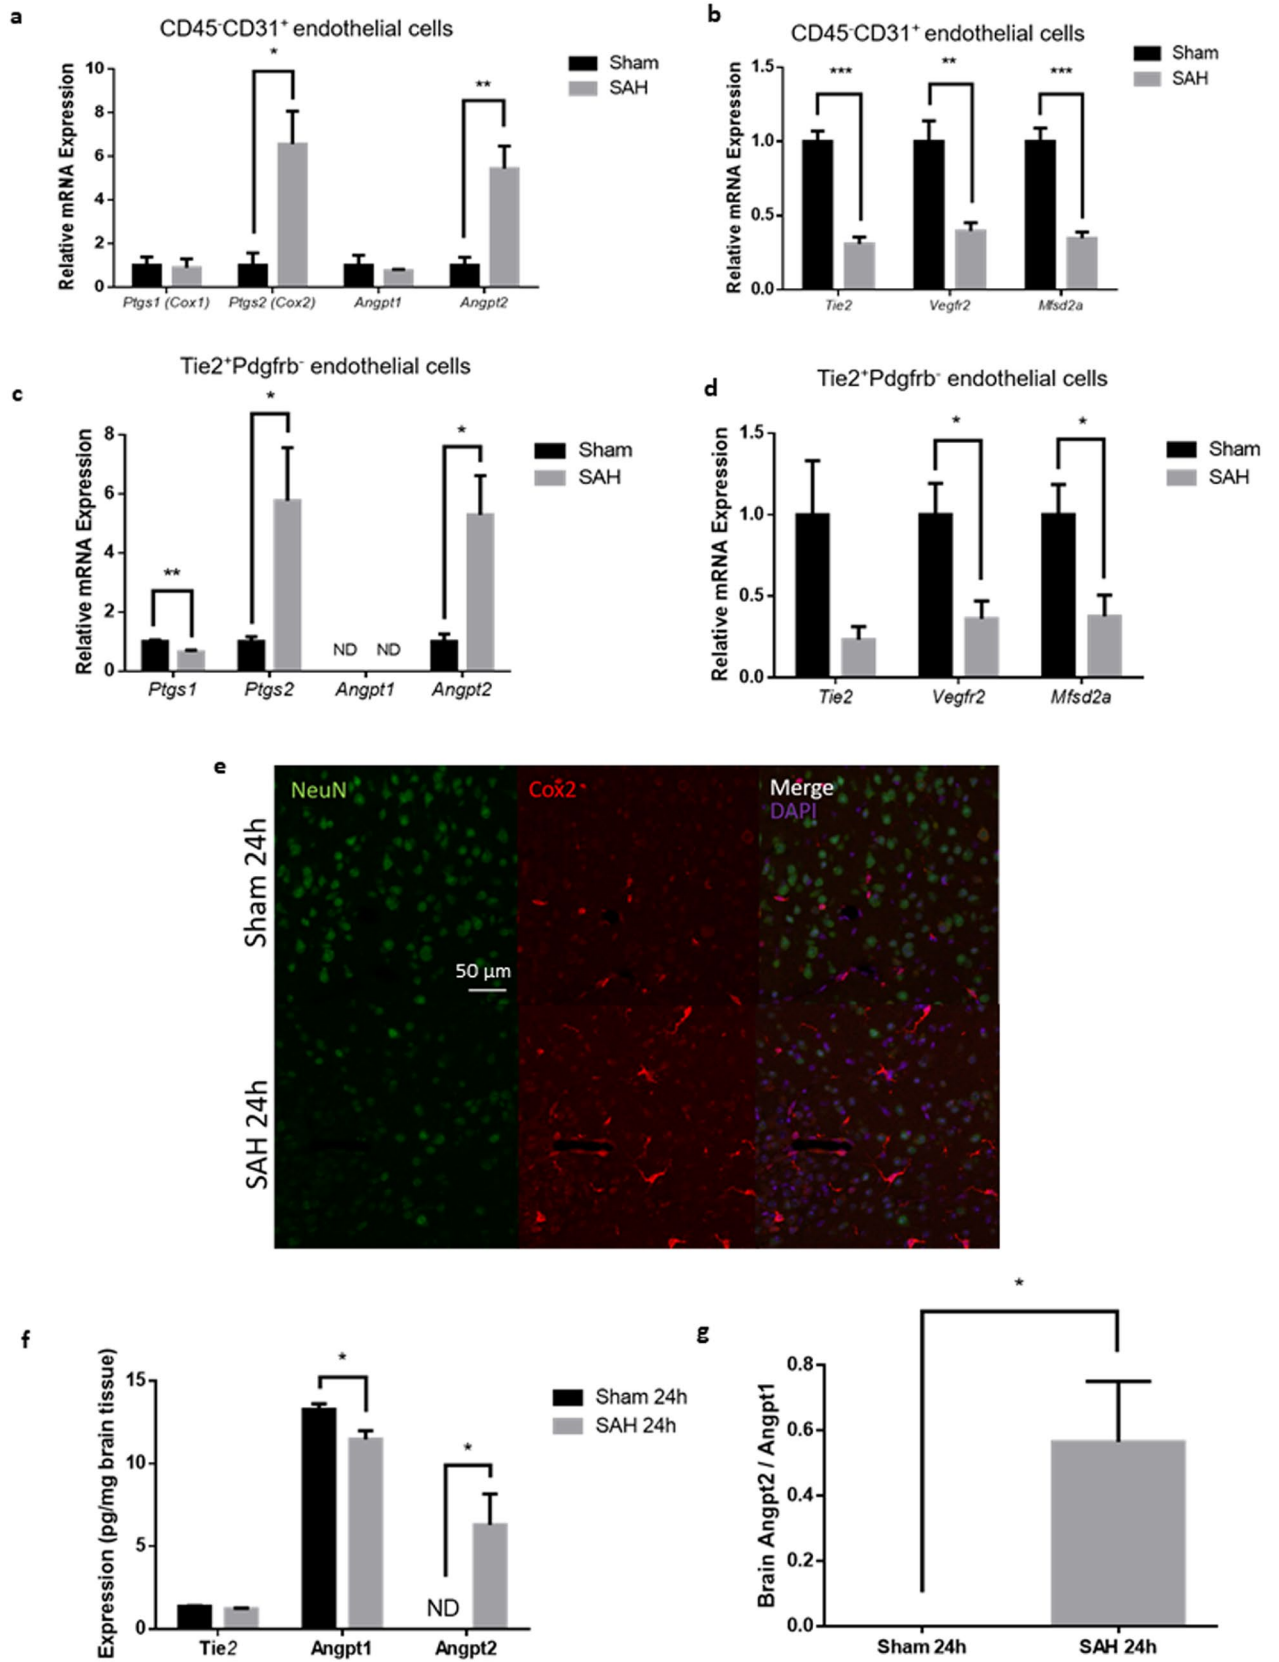 a
CD45-CD31+ endothelial cells
Relative mRNA Expression
10
8
6
4
2
0
*
**
Sham
SAH
Ptgs1 (Cox1)
Ptgs2 (Cox2)
Angpt1
Angpt2
b
CD45-CD31+ endothelial cells
Relative mRNA Expression
1.5
1.0
0.5
0.0
***
**
***
Sham
SAH
Tie2
Vegfr2
Mfsd2a
c
Tie2+Pdgfrb- endothelial cells
Relative mRNA Expression
8
6
4
2
0
**
*
*
ND
ND
Sham
SAH
Ptgs1
Ptgs2
Angpt1
Angpt2
d
Tie2+Pdgfrb- endothelial cells
Relative mRNA Expression
1.5
1.0
0.5
0.0
*
*
Sham
SAH
Tie2
Vegfr2
Mfsd2a
e
NeuN
Cox2
Merge
DAPI
Sham 24h
50 µm
SAH 24h
f
Expression (pg/mg brain tissue)
15
10
5
0
*
*
ND
Sham 24h
SAH 24h
Tie2
Angpt1
Angpt2
g
Brain Angpt2 / Angpt1
0.8
0.6
0.4
0.2
0.0
*
Sham 24h
SAH 24h